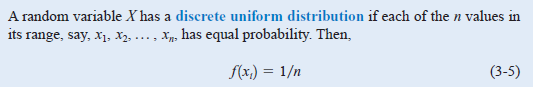 A random variable X has a discrete uniform distribution if each of the n values in
its range, say, x₁, x₂, . . . , xₙ, has equal probability. Then,
f(xᵢ) = 1/n (3-5)